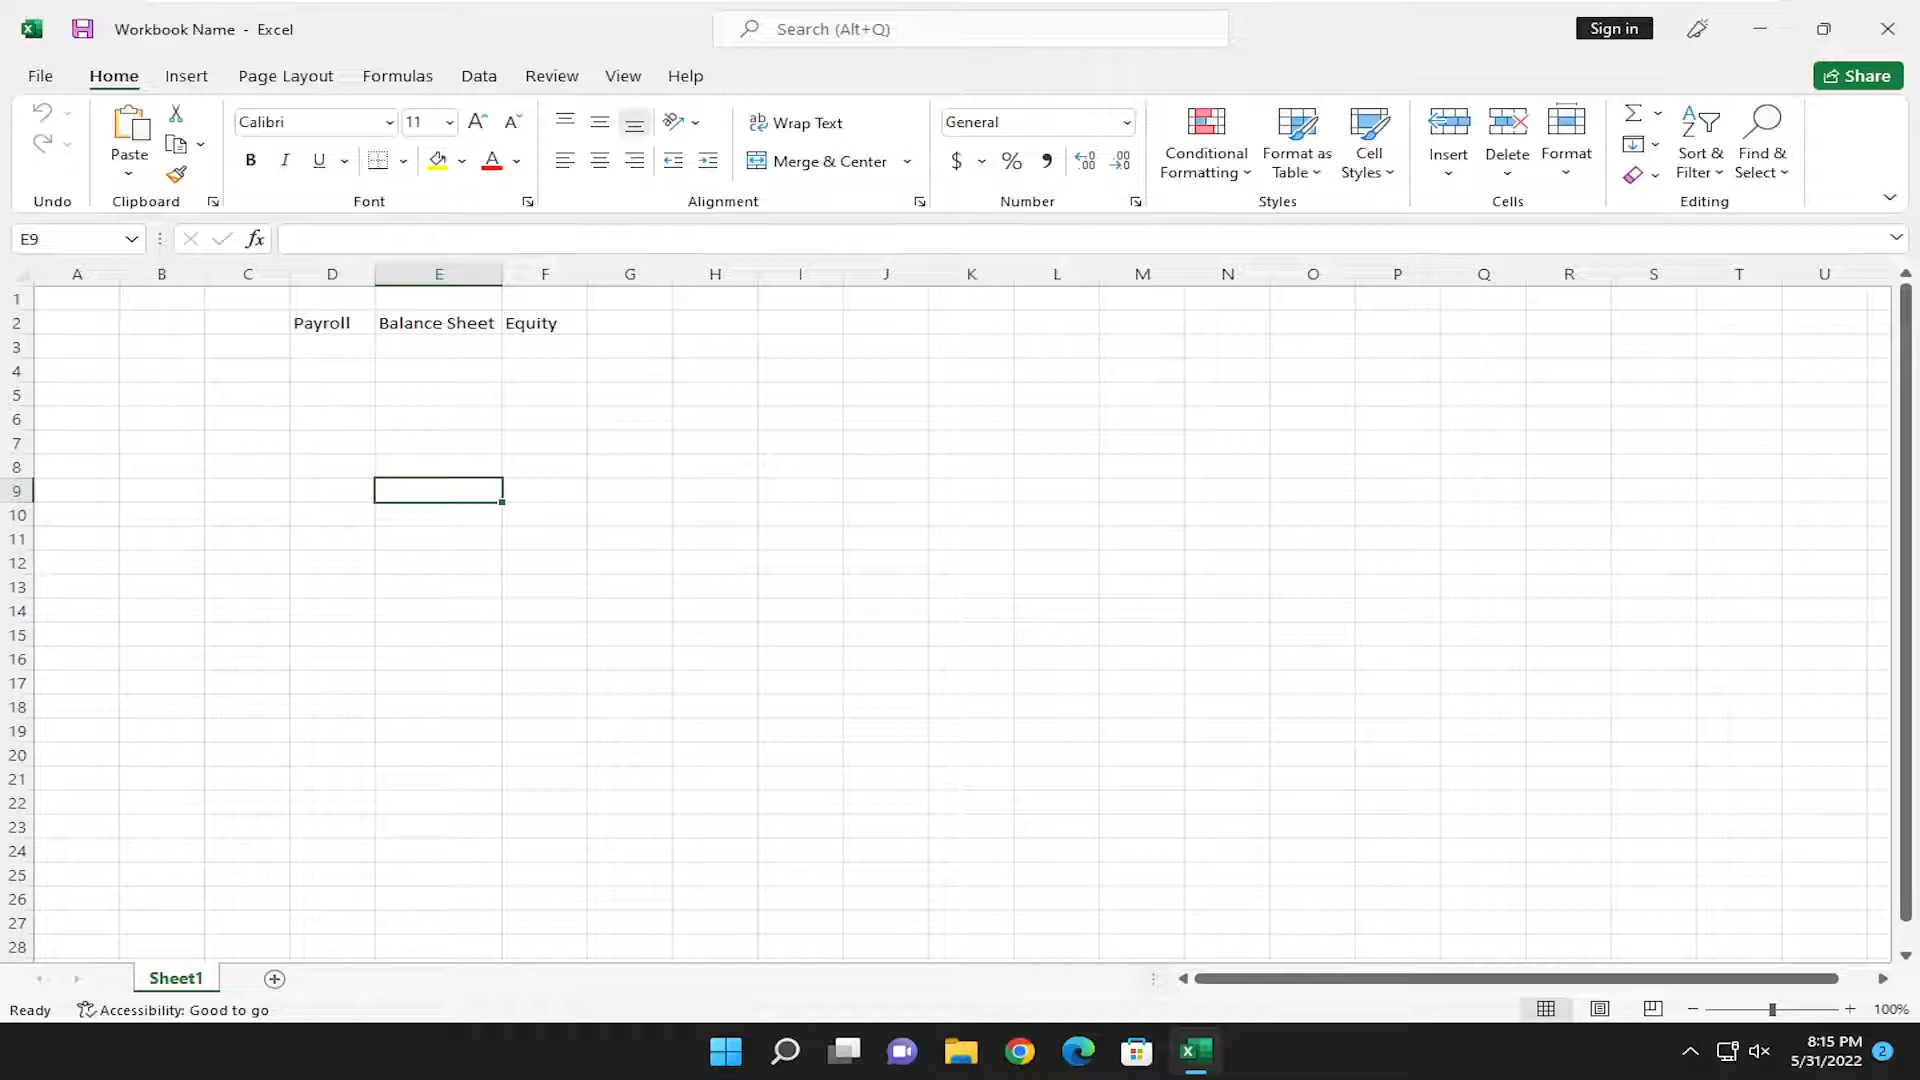 Workbook Name - Excel
Search (Alt+Q)
Sign in
File Home Insert Page Layout Formulas Data Review View Help
Share
Calibri 11
Wrap Text
General
Paste
B I U A
Merge & Center
$ % 9
Conditional Formatting
Format as Table
Cell Styles
Insert Delete Format
Sort & Filter
Find & Select
Undo Clipboard Font Alignment Number Styles Cells Editing
E9 fx
A B C D E F G H I J K L M N O P Q R S T U
1
2 Payroll Balance Sheet Equity
3
4
5
6
7
8
9
10
11
12
13
14
15
16
17
18
19
20
21
22
23
24
25
26
27
28
Sheet1
Ready Accessibility: Good to go 100%
8:15 PM
5/31/2022 2